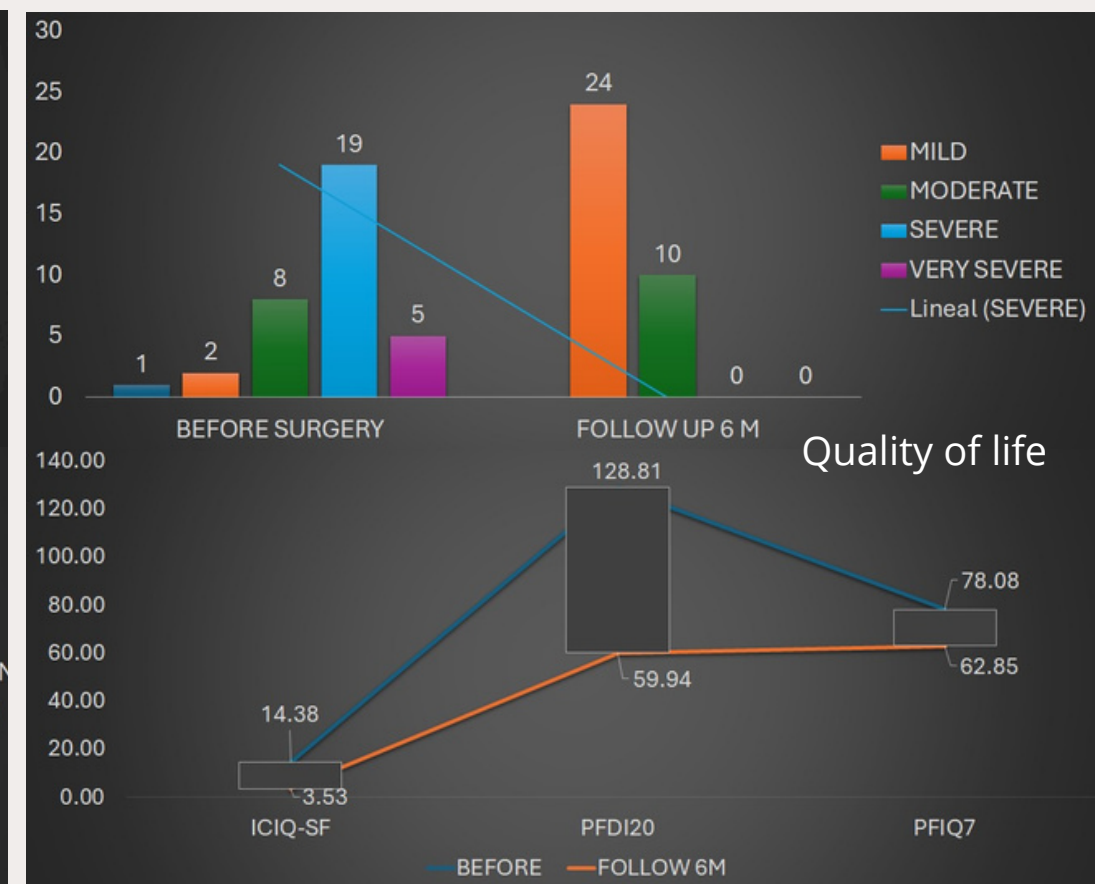 30
25
20
15
10
5
0
1
2
8
19
5
24
10
0
0
BEFORE SURGERY
FOLLOW UP 6 M
MILD
MODERATE
SEVERE
VERY SEVERE
Lineal (SEVERE)
Quality of life
140.00
120.00
100.00
80.00
60.00
40.00
20.00
0.00
14.38
3.53
128.81
59.94
78.08
62.85
ICIQ-SF
PFDI20
PFIQ7
BEFORE
FOLLOW 6M